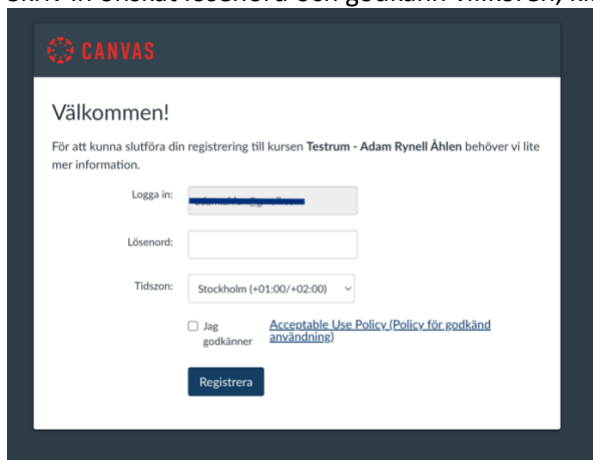 CANVAS
Välkommen!
För att kunna slutföra din registrering till kursen Testrum - Adam Rynell Åhlen behöver vi lite
mer information.
Logga in:
Lösenord:
Tidszon: Stockholm (+01:00/+02:00)
Jag Acceptable Use Policy (Policy för godkänd
godkänner användning)
Registrera